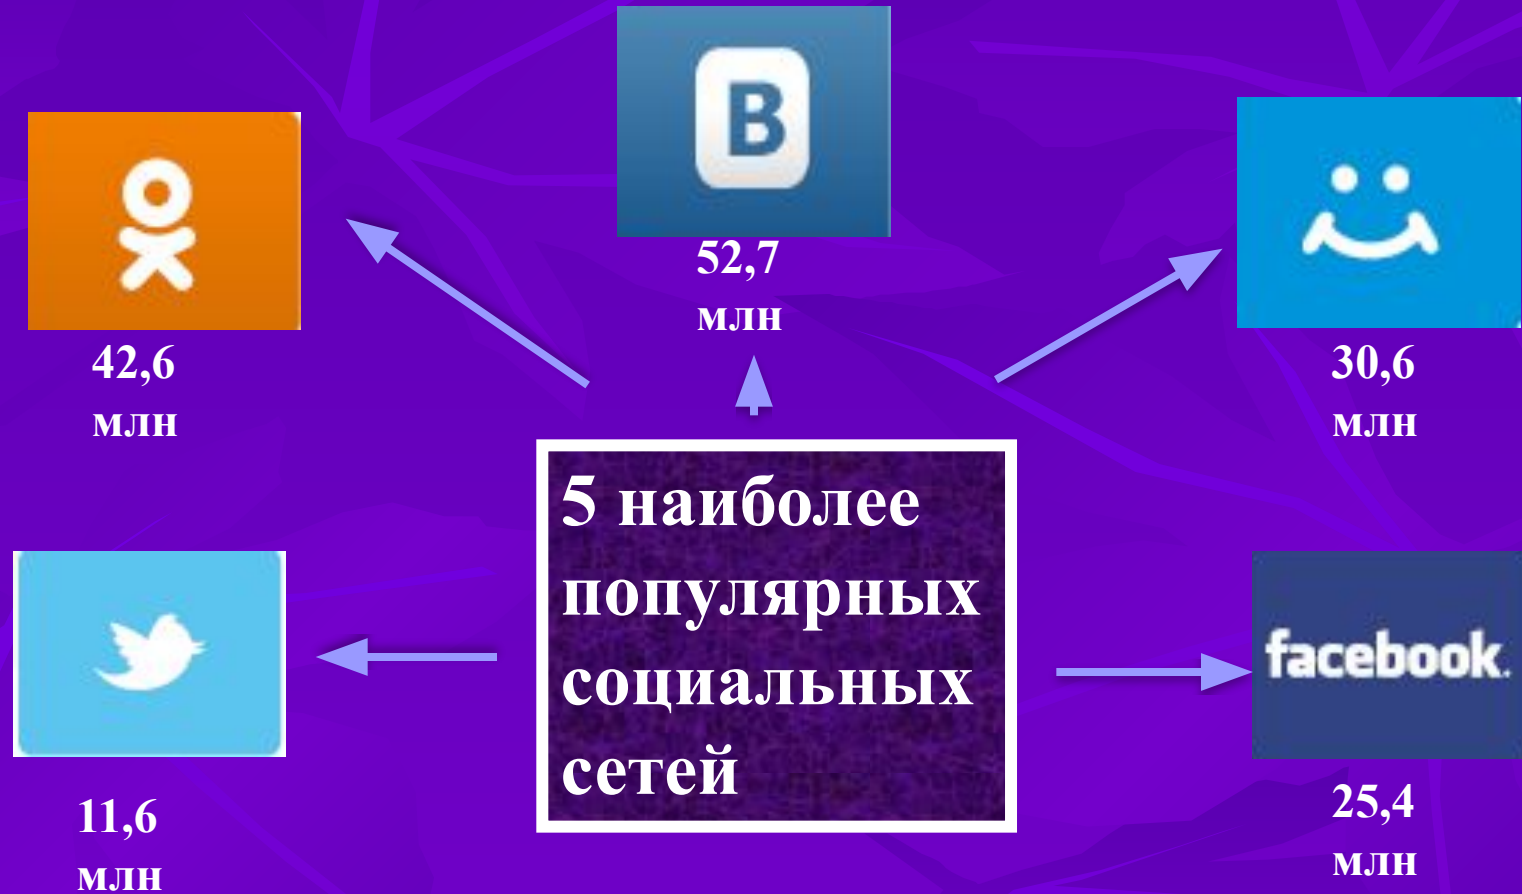 В
52,7
млн
42,6
млн
30,6
млн
5 наиболее
популярных
социальных
сетей
facebook.
11,6
млн
25,4
млн